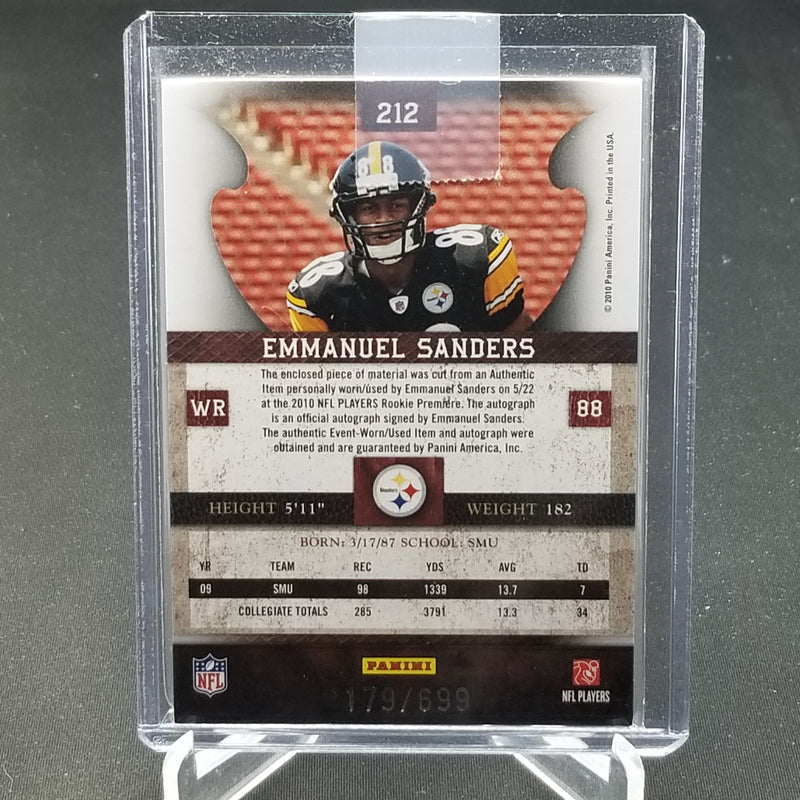 212
© 2010 Panini America, Inc. Printed in the USA.
88
88
EMMANUEL SANDERS
The enclosed piece of material was cut from an Authentic
Item personally worn/used by Emmanuel Sanders on 5/22
at the 2010 NFL PLAYERS Rookie Premiere. The autograph
is an official autograph signed by Emmanuel Sanders.
The authentic Event-Worn/Used Item and autograph were
obtained and are guaranteed by Panini America, Inc.
WR
88
Steelers
HEIGHT 5'11"
WEIGHT 182
BORN: 3/17/87 SCHOOL: SMU
YR TEAM REC YDS AVG TD
09 SMU 98 1339 13.7 7
COLLEGIATE TOTALS 285 3791 13.3 34
NFL
PANINI
NFL PLAYERS
179/699